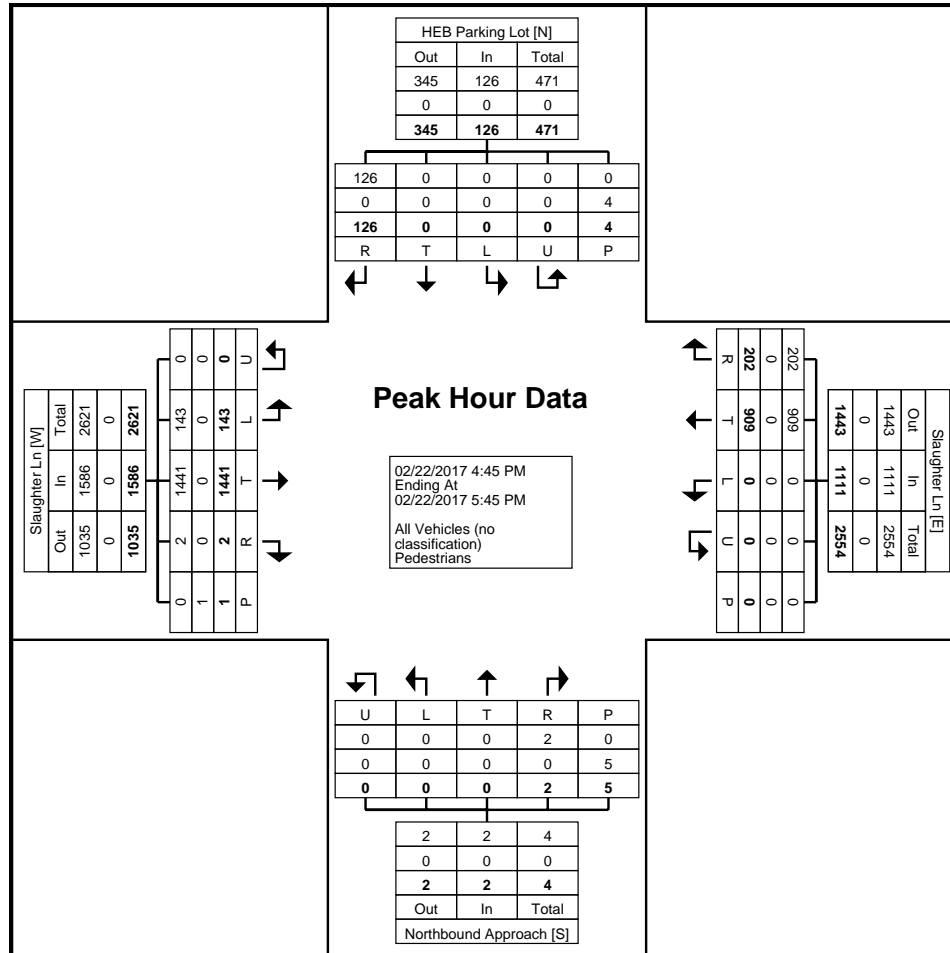 HEB Parking Lot [N]
Out In Total
345 126 471
0 0 0
345 126 471
126 0 0 0 0
0 0 0 0 4
126 0 0 0 4
R T L U P
Slaughter Ln [W]
Total In Out
2621 1586 1035
0 0 0
2621 1586 1035
0 143 1441 2 0
0 0 0 0 1
0 143 1441 2 1
U L T R P
Peak Hour Data
02/22/2017 4:45 PM
Ending At
02/22/2017 5:45 PM
All Vehicles (no
classification)
Pedestrians
Slaughter Ln [E]
Out In Total
1443 1111 2554
0 0 0
1443 1111 2554
202 909 0 0 0
0 0 0 0 0
202 909 0 0 0
R T L U P
U L T R P
0 0 0 2 0
0 0 0 0 5
0 0 0 2 5
2 2 4
0 0 0
2 2 4
Out In Total
Northbound Approach [S]